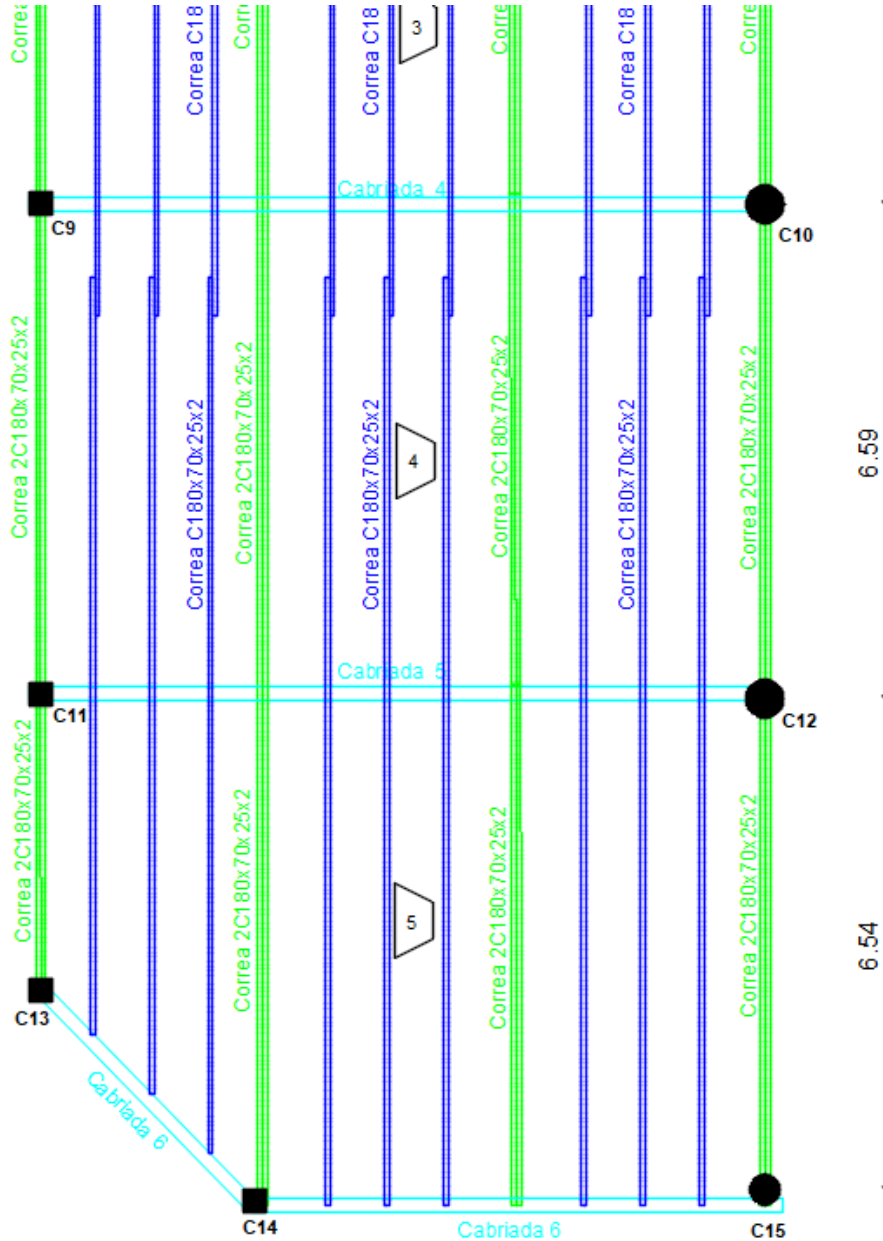 Correa
Correa C18
Corre
Correa C18
3
Corre
Correa C18
Corre
Cabriada 4
C9
C10
Correa 2C180x70x25x2
Correa C180x70x25x2
Correa 2C180x70x25x2
Correa C180x70x25x2
4
Correa 2C180x70x25x2
Correa C180x70x25x2
Correa 2C180x70x25x2
6.59
Cabriada 5
C11
C12
Correa 2C180x70x25x2
Correa 2C180x70x25x2
5
Correa 2C180x70x25x2
Correa 2C180x70x25x2
6.54
C13
Cabriada 6
C14
Cabriada 6
C15